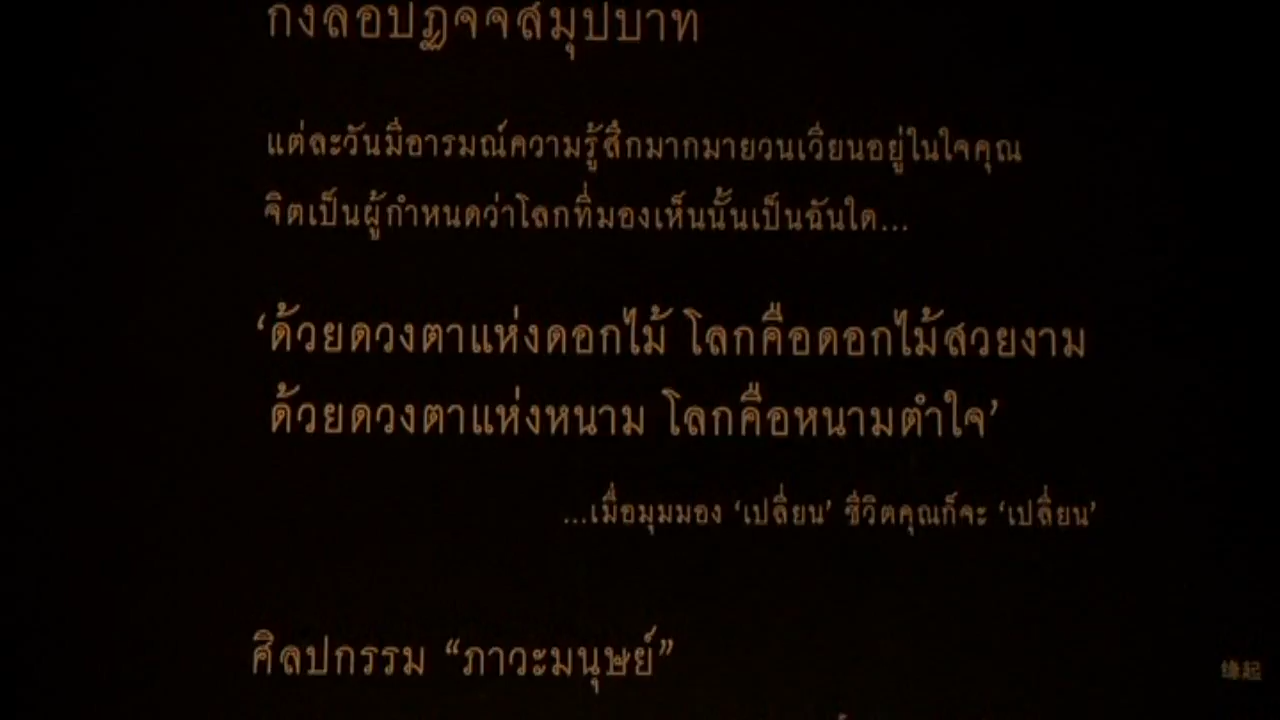 กงล้อปฏิจจสมุปบาท
แต่ละวันมีอารมณ์ความรู้สึกมากมายวนเวียนอยู่ในใจคุณ
จิตเป็นผู้กำหนดว่าโลกที่มองเห็นนั้นเป็นฉันใด...
‘ด้วยดวงตาแห่งดอกไม้ โลกคือดอกไม้สวยงาม
ด้วยดวงตาแห่งหนาม โลกคือหนามตำใจ’
...เมื่อมุมมอง ‘เปลี่ยน’ ชีวิตคุณก็จะ ‘เปลี่ยน’
ศิลปกรรม “ภาวะมนุษย์”
缘起